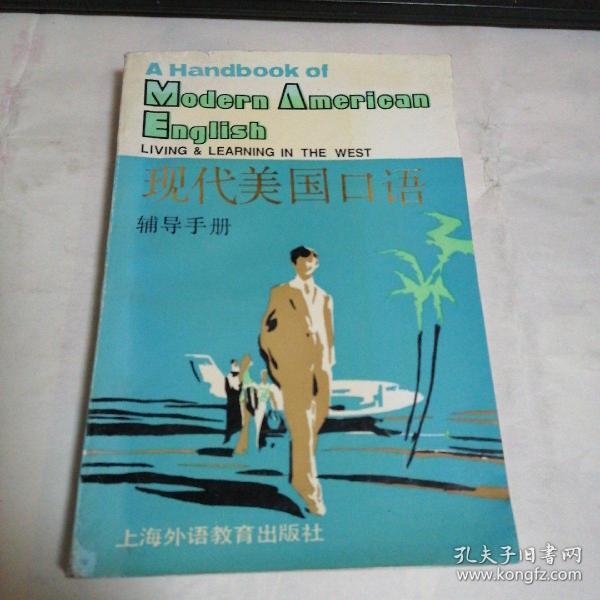 A Handbook of
Modern American
English
LIVING & LEARNING IN THE WEST
现代美国口语
辅导手册
上海外语教育出版社
孔夫子旧书网
www.kongfz.com